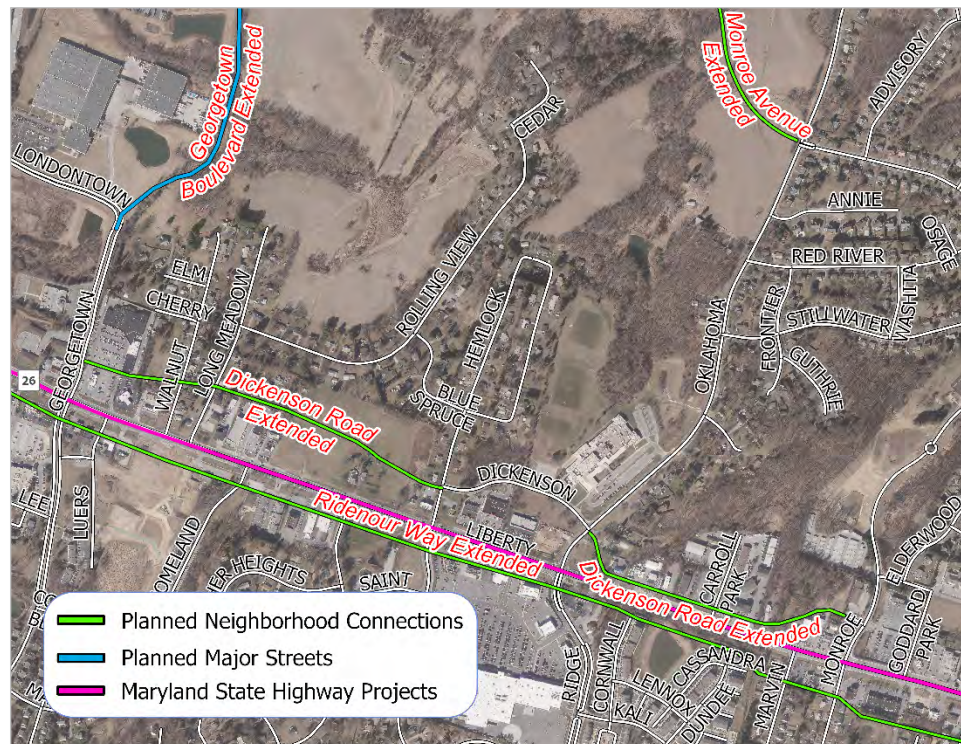 Georgetown
Boulevard Extended
Monroe Avenue
Extended
ADVISORY
CEDAR
LONDONTOWN
ANNIE
OSAGE
RED RIVER
WASHITA
ELM
CHERRY
ROLLING VIEW
HEMLOCK
OKLAHOMA
FRONTIER
STILLWATER
GUTHRIE
GEORGETOWN
WALNUT
LONG MEADOW
26
Dickenson Road
Extended
BLUE
SPRUCE
DICKENSON
LEE
LUERS
Ridenour Way Extended
LIBERTY
Dickenson Road Extended
CARROLL
PARK
ELDERWOOD
OMELAND
HER HEIGHTS
SAINT
RIDGE
CORNWALL
CASSANDRA
LENNOX
KALI
DUNDEE
MARVIN
MONROE
GODDARD
PARK
Planned Neighborhood Connections
Planned Major Streets
Maryland State Highway Projects